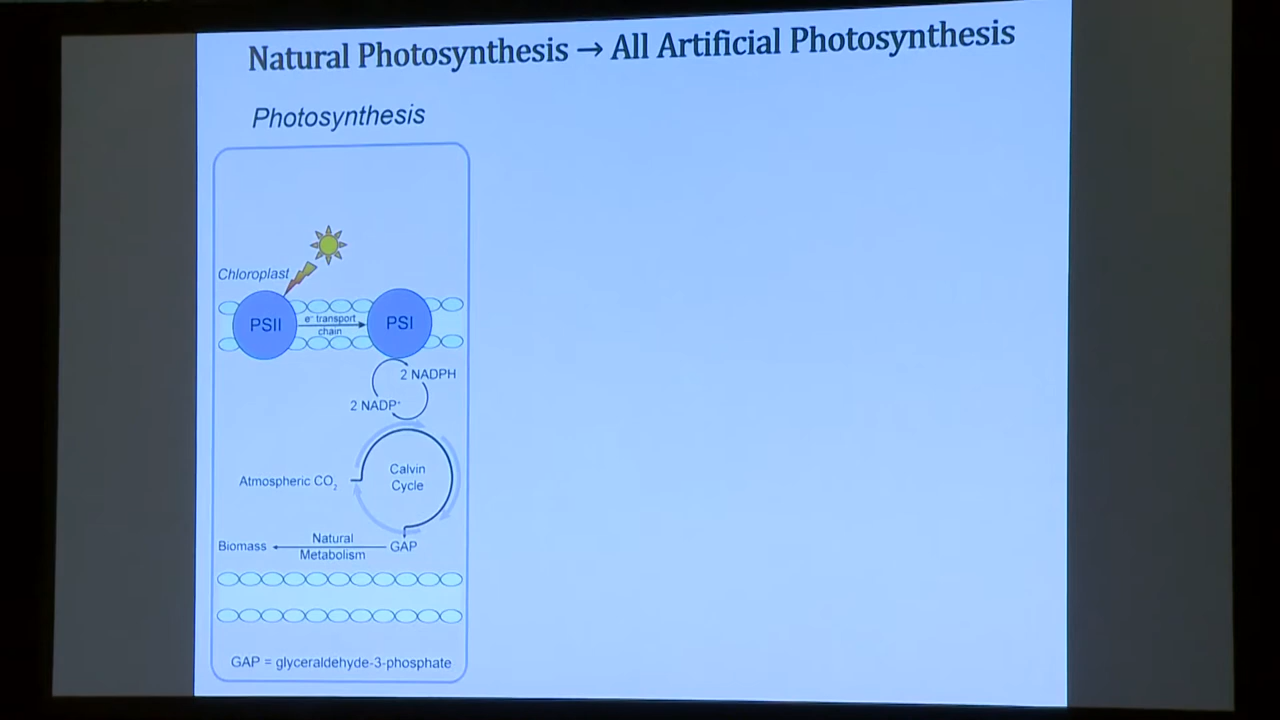 Natural Photosynthesis → All Artificial Photosynthesis
Photosynthesis
Chloroplast
PSII
e⁻ transport
chain
PSI
2 NADPH
2 NADP⁺
Calvin
Cycle
Atmospheric CO₂
Natural
Metabolism
Biomass
GAP
GAP = glyceraldehyde-3-phosphate